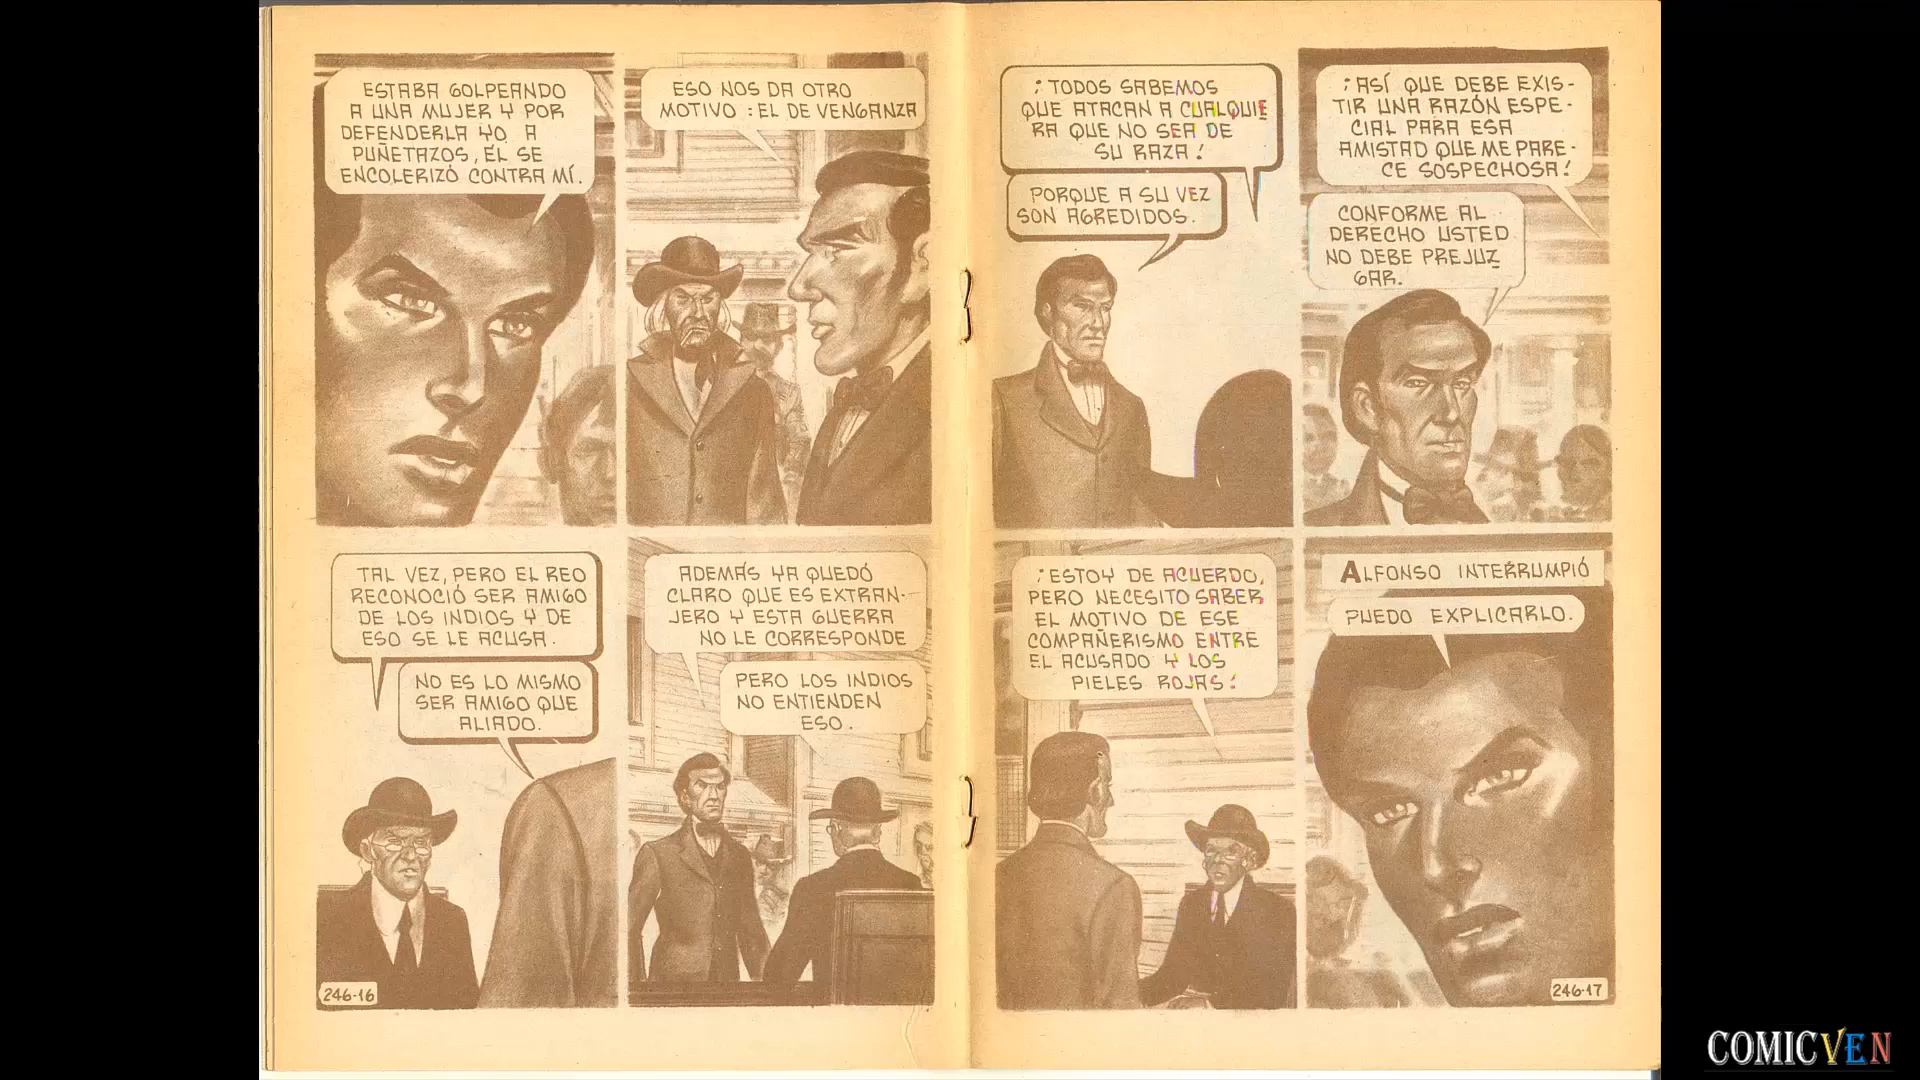 ESTABA GOLPEANDO
A UNA MUJER Y POR
DEFENDERLA YO, A
PUÑETAZOS, ÉL SE
ENCOLERIZÓ CONTRA MÍ.
ESO NOS DA OTRO
MOTIVO : EL DE VENGANZA
TAL VEZ, PERO EL REO
RECONOCIÓ SER AMIGO
DE LOS INDIOS Y DE
ESO SE LE ACUSA.
NO ES LO MISMO
SER AMIGO QUE
ALIADO.
ADEMÁS YA QUEDÓ
CLARO QUE ES EXTRAN-
JERO Y ESTA GUERRA
NO LE CORRESPONDE
PERO LOS INDIOS
NO ENTIENDEN
ESO.
246-16
¡TODOS SABEMOS
QUE ATACAN A CUALQUIE
RA QUE NO SEA DE
SU RAZA!
PORQUE A SU VEZ
SON AGREDIDOS.
¡ASÍ QUE DEBE EXIS-
TIR UNA RAZÓN ESPE-
CIAL PARA ESA
AMISTAD QUE ME PARE-
CE SOSPECHOSA!
CONFORME AL
DERECHO USTED
NO DEBE PREJUZ
GAR.
¡ESTOY DE ACUERDO,
PERO NECESITO SABER
EL MOTIVO DE ESE
COMPAÑERISMO ENTRE
EL ACUSADO Y LOS
PIELES ROJAS!
ALFONSO INTERRUMPIÓ
PUEDO EXPLICARLO.
246-17
COMICVEN